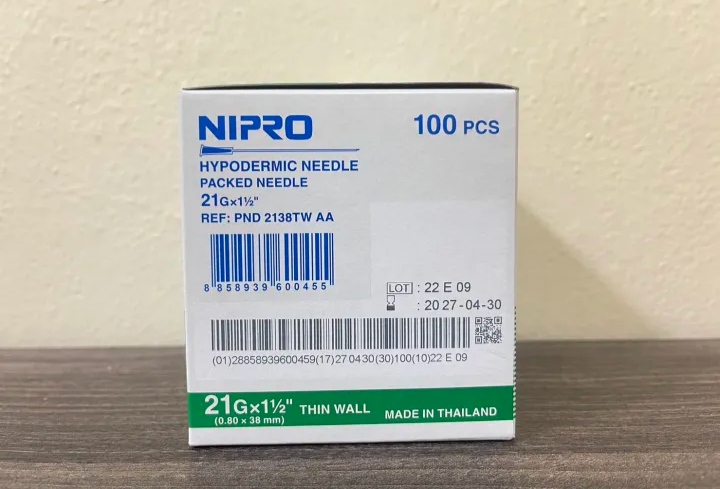 NIPRO
100 PCS
HYPODERMIC NEEDLE
PACKED NEEDLE
21G×1½"
REF: PND 2138TW AA
8 858939 600455
LOT : 22 E 09
: 2027-04-30
(01)28858939600459(17)270430(30)100(10)22 E 09
21G×1½" THIN WALL
(0.80 × 38 mm)
MADE IN THAILAND